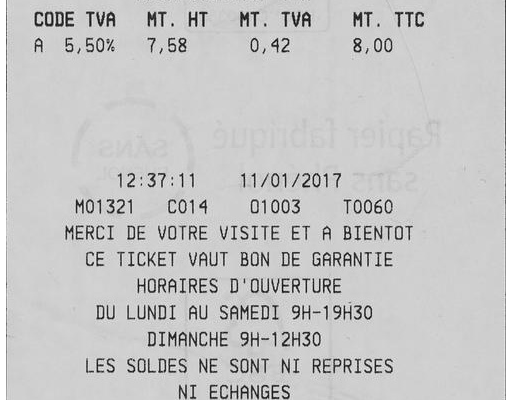 CODE TVA MT. HT MT. TVA MT. TTC
A 5,50% 7,58 0,42 8,00
Papier fabriqué
SANS
sans
12:37:11 11/01/2017
M01321 C014 01003 T0060
MERCI DE VOTRE VISITE ET A BIENTOT
CE TICKET VAUT BON DE GARANTIE
HORAIRES D'OUVERTURE
DU LUNDI AU SAMEDI 9H-19H30
DIMANCHE 9H-12H30
LES SOLDES NE SONT NI REPRISES
NI ECHANGES